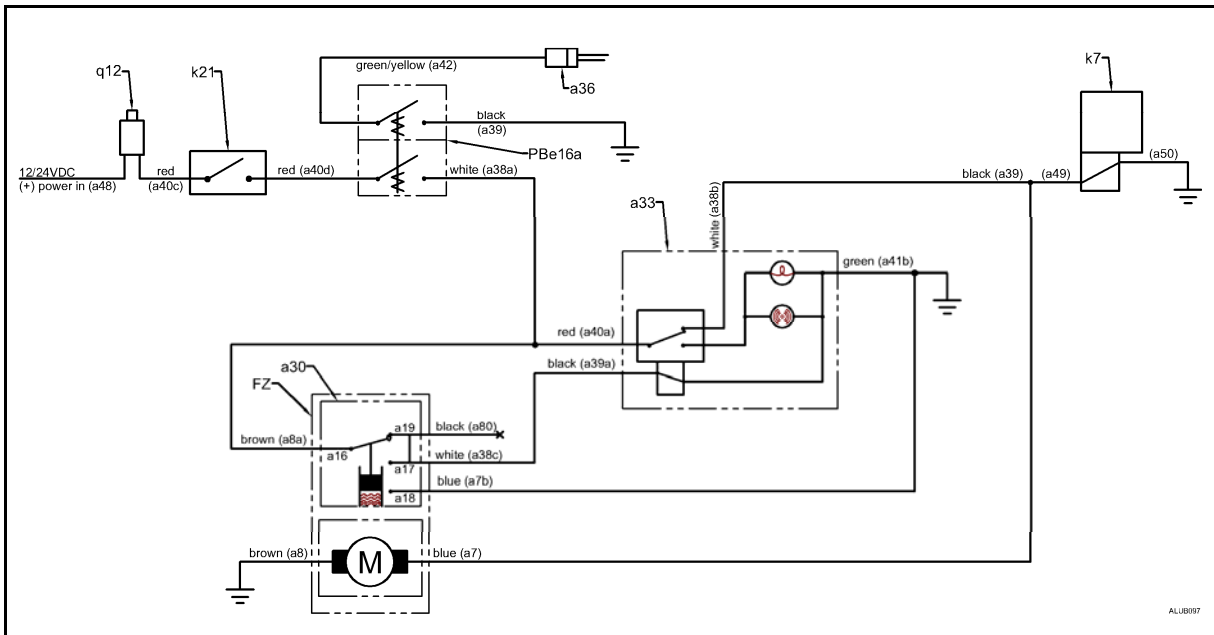 q12
k21
green/yellow (a42)
a36
k7
black
(a39)
PBe16a
12/24VDC
(+) power in (a48)
red
(a40c)
red (a40d)
white (a38a)
a33
white (a38b)
black (a39)
(a49)
(a50)
green (a41b)
red (a40a)
black (a39a)
a30
FZ
brown (a8a)
a16
a19
black (a80)
a17
white (a38c)
a18
blue (a7b)
brown (a8)
M
blue (a7)
ALUB097